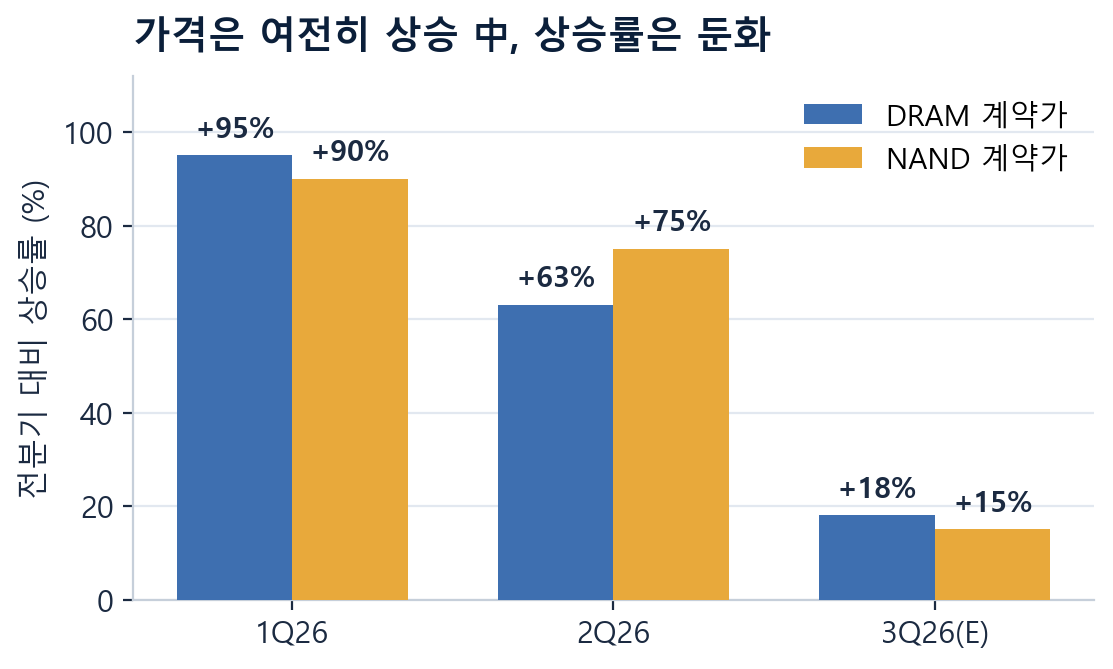 가격은 여전히 상승 中, 상승률은 둔화
DRAM 계약가
NAND 계약가
전분기 대비 상승률 (%)
100
80
60
40
20
0
+95%
+90%
+63%
+75%
+18%
+15%
1Q26
2Q26
3Q26(E)